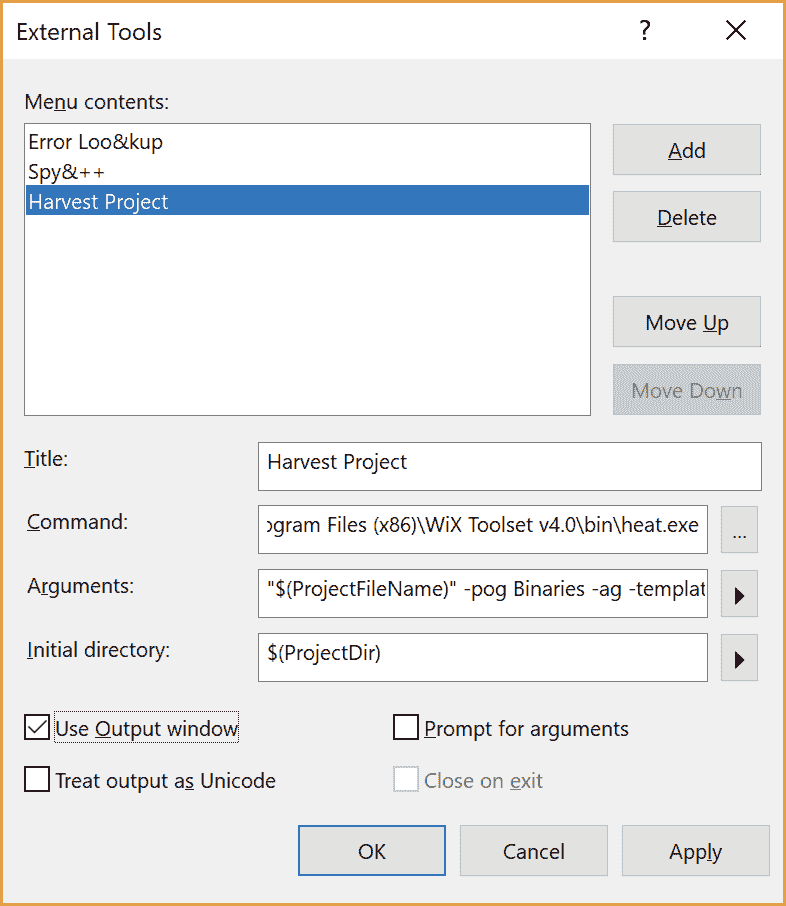 External Tools ?
Menu contents:
Error Loo&kup
Spy&++
Harvest Project
Add
Delete
Move Up
Move Down
Title: Harvest Project
Command: ogram Files (x86)\WiX Toolset v4.0\bin\heat.exe ...
Arguments: "$(ProjectFileName)" -pog Binaries -ag -templat
Initial directory: $(ProjectDir)
Use Output window Prompt for arguments
Treat output as Unicode Close on exit
OK Cancel Apply